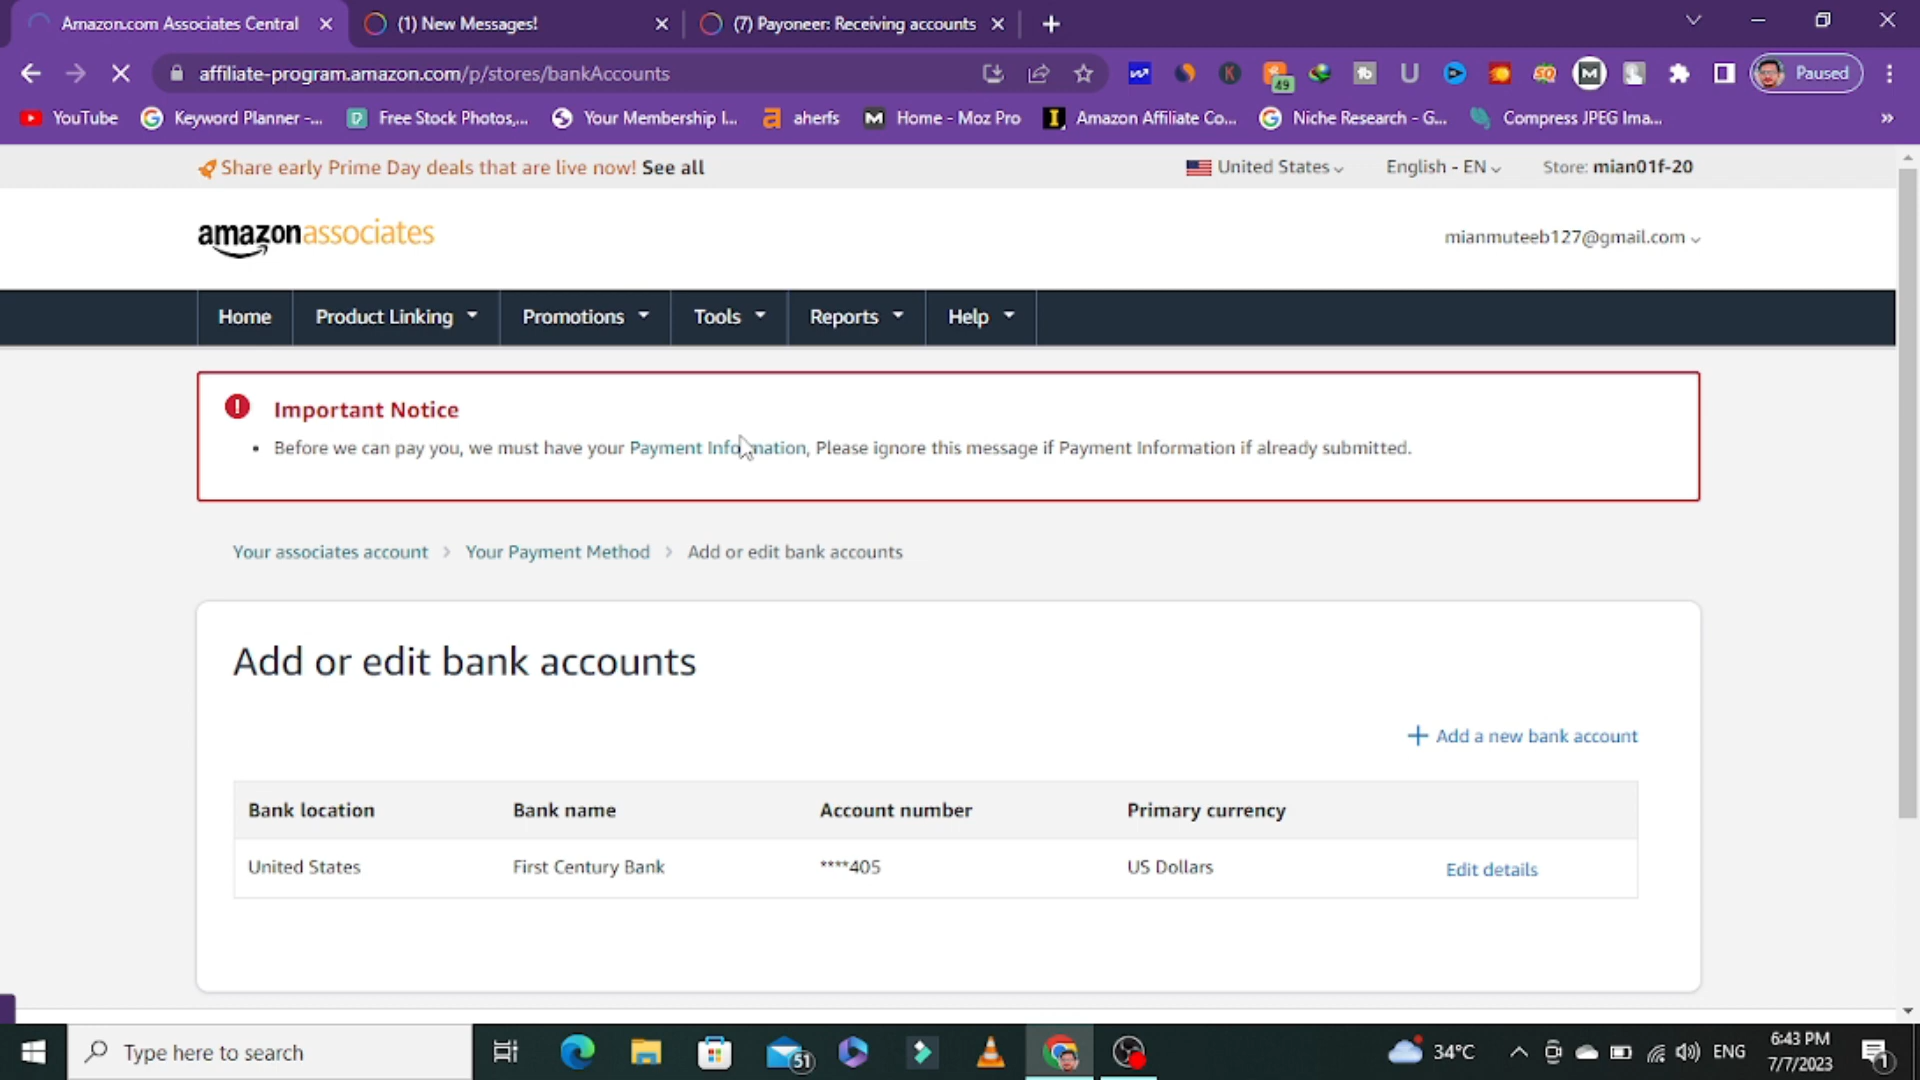 Amazon.com Associates Central
(1) New Messages!
(7) Payoneer: Receiving accounts
affiliate-program.amazon.com/p/stores/bankAccounts
49
Paused
YouTube
Keyword Planner -...
Free Stock Photos,...
Your Membership I...
aherfs
Home - Moz Pro
Amazon Affiliate Co...
Niche Research - G...
Compress JPEG Ima...
Share early Prime Day deals that are live now! See all
United States
English - EN
Store: mian01f-20
amazonassociates
mianmuteeb127@gmail.com
Home
Product Linking
Promotions
Tools
Reports
Help
Important Notice
• Before we can pay you, we must have your Payment Information, Please ignore this message if Payment Information if already submitted.
Your associates account > Your Payment Method > Add or edit bank accounts
Add or edit bank accounts
+ Add a new bank account
Bank location Bank name Account number Primary currency
United States First Century Bank ****405 US Dollars Edit details
Type here to search
51
34°C
ENG
6:43 PM
7/7/2023
1